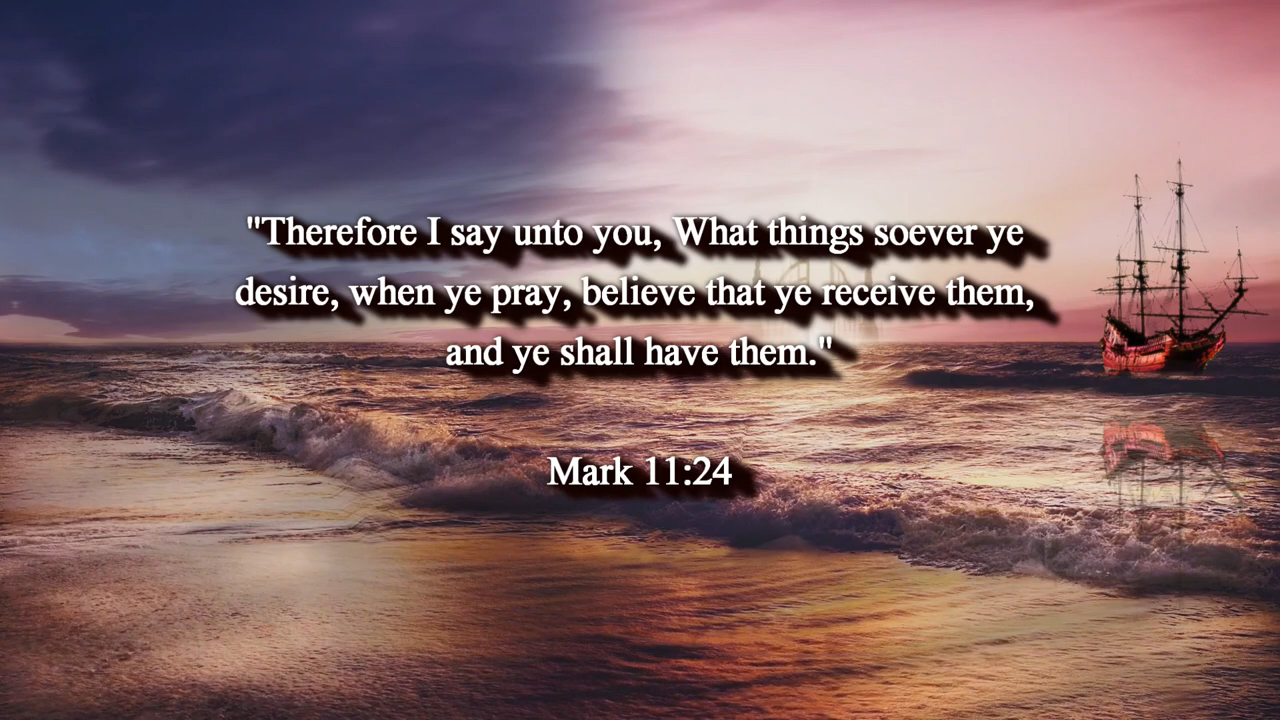 "Therefore I say unto you, What things soever ye
desire, when ye pray, believe that ye receive them,
and ye shall have them."
Mark 11:24